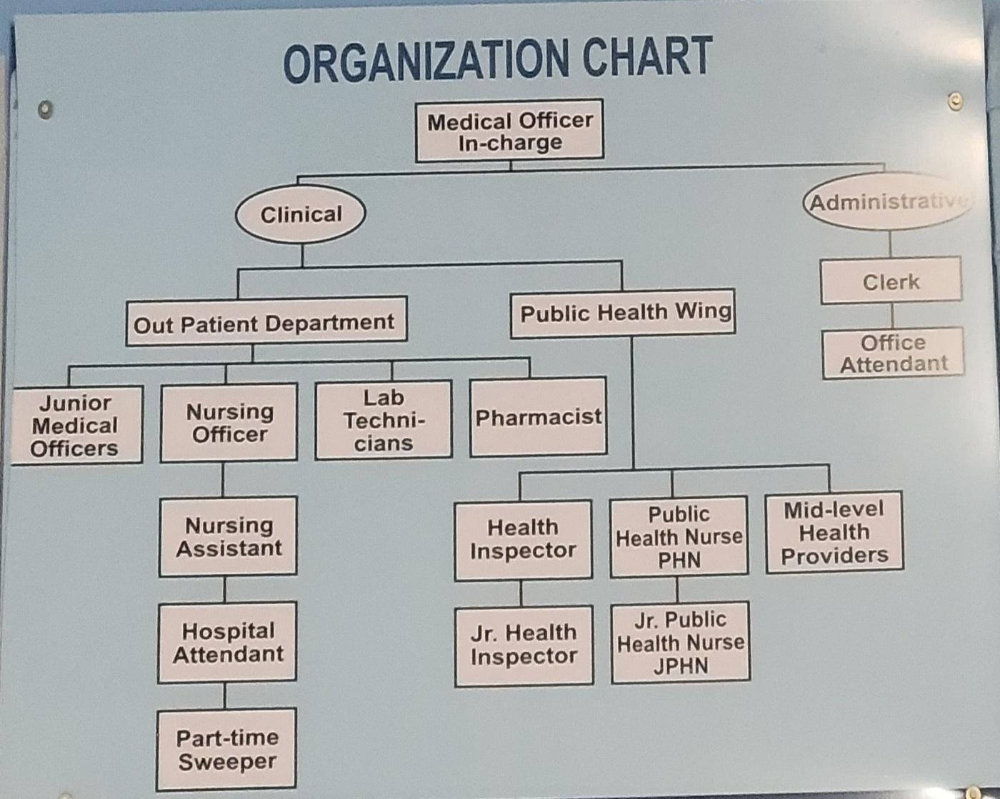 ORGANIZATION CHART
Medical Officer
In-charge
Clinical
Administrative
Out Patient Department
Public Health Wing
Clerk
Office
Attendant
Junior
Medical
Officers
Nursing
Officer
Lab
Techni-
cians
Pharmacist
Nursing
Assistant
Health
Inspector
Public
Health Nurse
PHN
Mid-level
Health
Providers
Hospital
Attendant
Jr. Health
Inspector
Jr. Public
Health Nurse
JPHN
Part-time
Sweeper